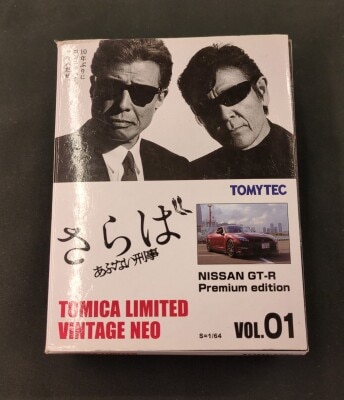 TOMYTEC
さらば
あぶない刑事
NISSAN GT-R
Premium edition
TOMICA LIMITED
VINTAGE NEO
S=1/64
VOL.01